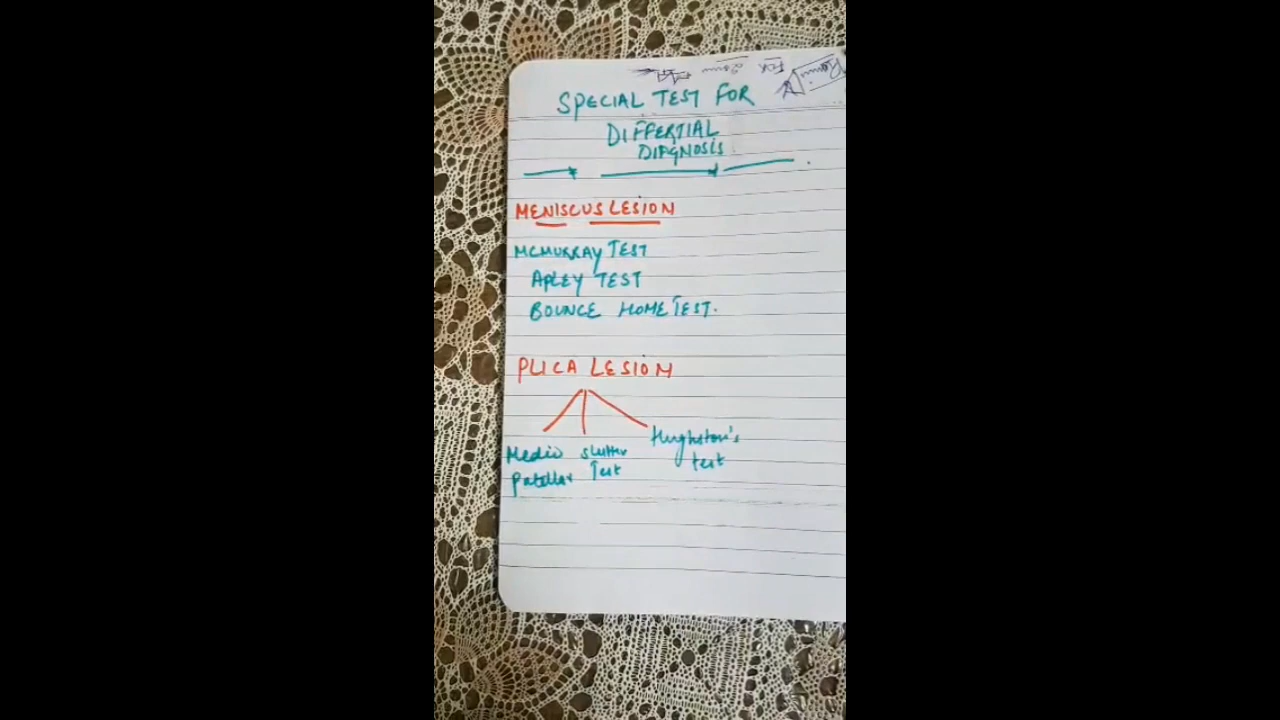 SPECIAL TEST FOR
DIFFERTIAL
DIAGNOSIS
MENISCUS LESION
MCMURRAY TEST
APLEY TEST
BOUNCE HOME TEST.
PLICA LESION
Medio
patellar
Test
Hughston's
test